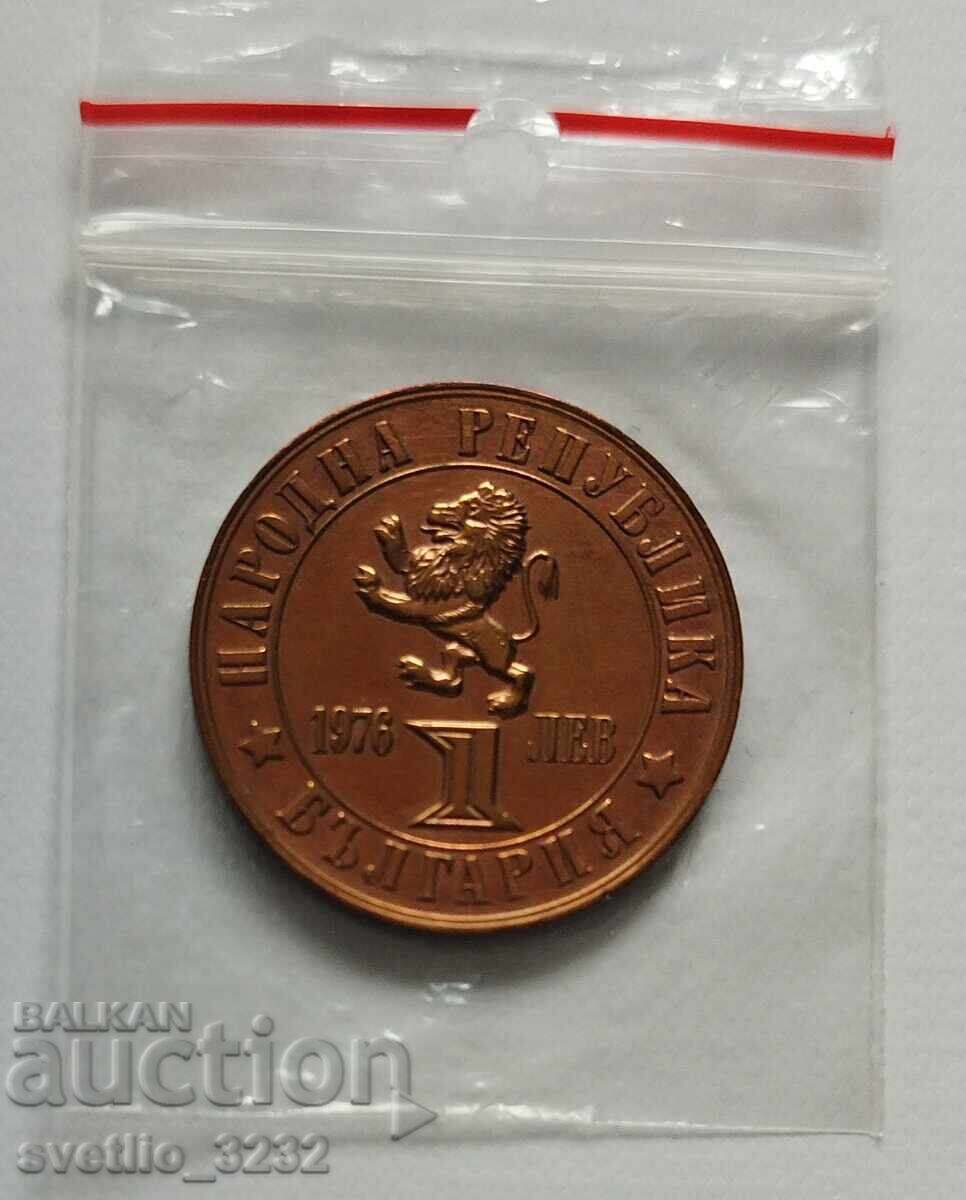 НАРОДНА РЕПУБЛИКА
1976 1 ЛЕВ
БЪЛГАРИЯ
BALKAN
auction
svetlio_3232